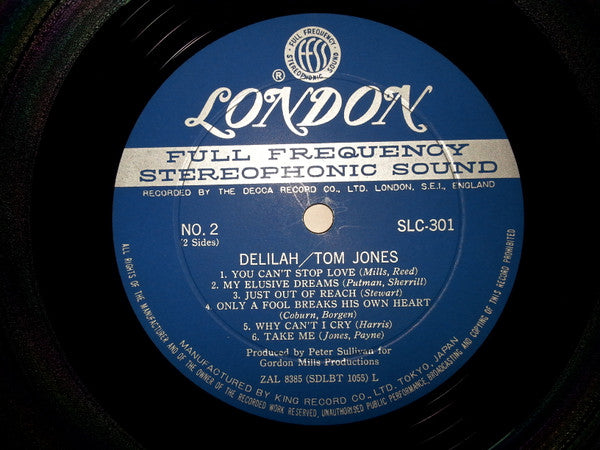 FULL FREQUENCY
ffss
STEREOPHONIC SOUND
®
LONDON
FULL FREQUENCY
STEREOPHONIC SOUND
RECORDED BY THE DECCA RECORD CO., LTD. LONDON, S.E.I., ENGLAND
NO. 2
(2 Sides)
SLC-301
DELILAH/TOM JONES
1. YOU CAN'T STOP LOVE (Mills, Reed)
2. MY ELUSIVE DREAMS (Putman, Sherrill)
3. JUST OUT OF REACH (Stewart)
4. ONLY A FOOL BREAKS HIS OWN HEART
(Coburn, Borgen)
5. WHY CAN'T I CRY (Harris)
6. TAKE ME (Jones, Payne)
Produced by Peter Sullivan for
Gordon Mills Productions
ZAL 8385 (SDLBT 1055) L
MANUFACTURED BY KING RECORD CO., LTD. TOKYO, JAPAN
ALL RIGHTS OF THE MANUFACTURER AND OF THE OWNER OF THE RECORDED WORK RESERVED, UNAUTHORISED PUBLIC PERFORMANCE, BROADCASTING AND COPYING OF THIS RECORD PROHIBITED